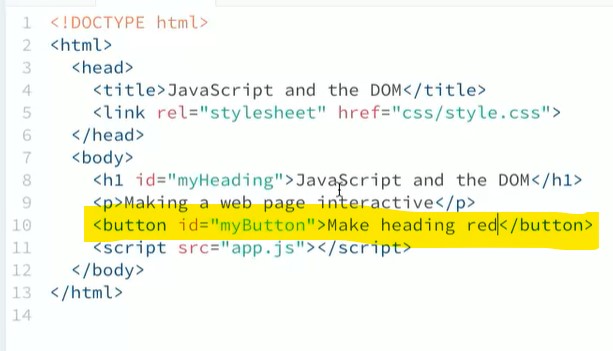 1 <!DOCTYPE html>
2 <html>
3   <head>
4     <title>JavaScript and the DOM</title>
5     <link rel="stylesheet" href="css/style.css">
6   </head>
7   <body>
8     <h1 id="myHeading">JavaScript and the DOM</h1>
9     <p>Making a web page interactive</p>
10     <button id="myButton">Make heading red</button>
11     <script src="app.js"></script>
12   </body>
13 </html>
14